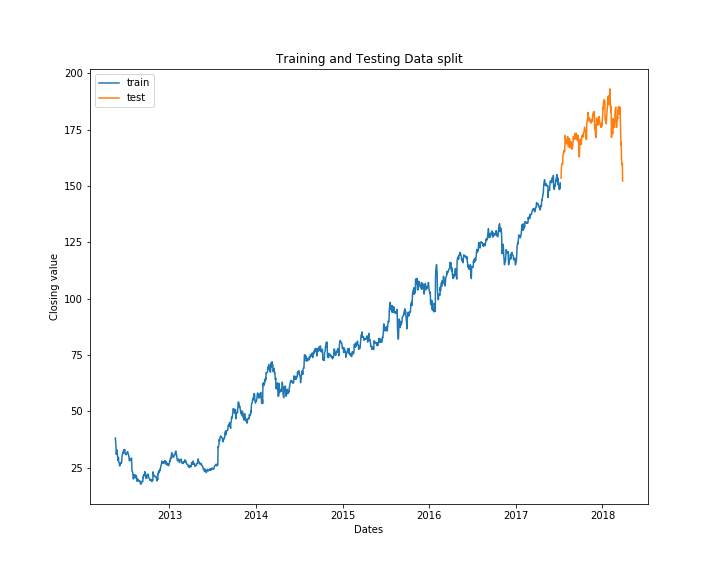 Training and Testing Data split
train
test
200
175
150
125
100
75
50
25
Closing value
2013 2014 2015 2016 2017 2018
Dates